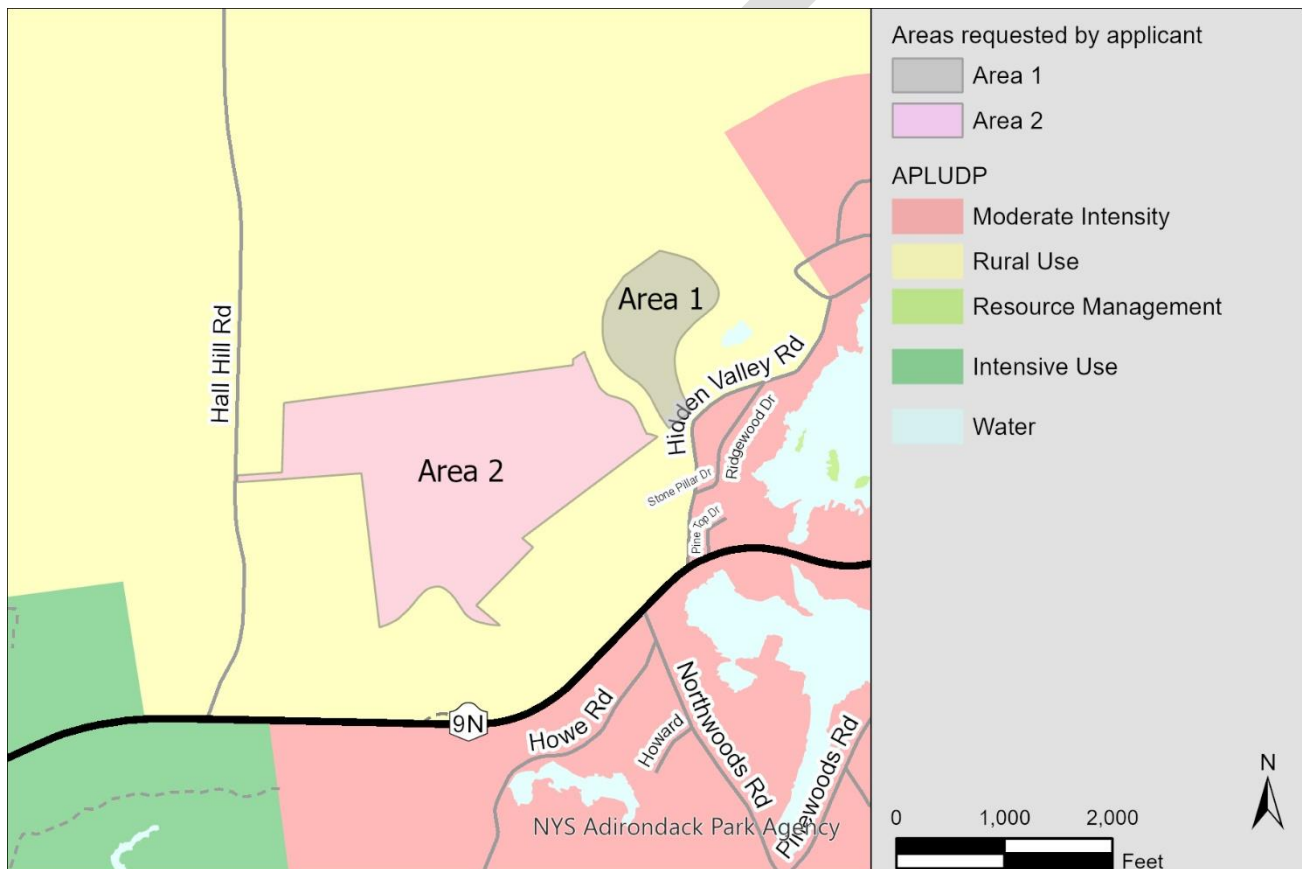 Areas requested by applicant
Area 1
Area 2
APLUDP
Moderate Intensity
Rural Use
Resource Management
Intensive Use
Water
Area 1
Hall Hill Rd
Hidden Valley Rd
Ridgewood Dr
Area 2
Stone Pillar Dr
Pine Top Dr
9N
Howe Rd
Howard
Northwoods Rd
Pinewoods Rd
NYS Adirondack Park Agency
N
0 1,000 2,000
Feet